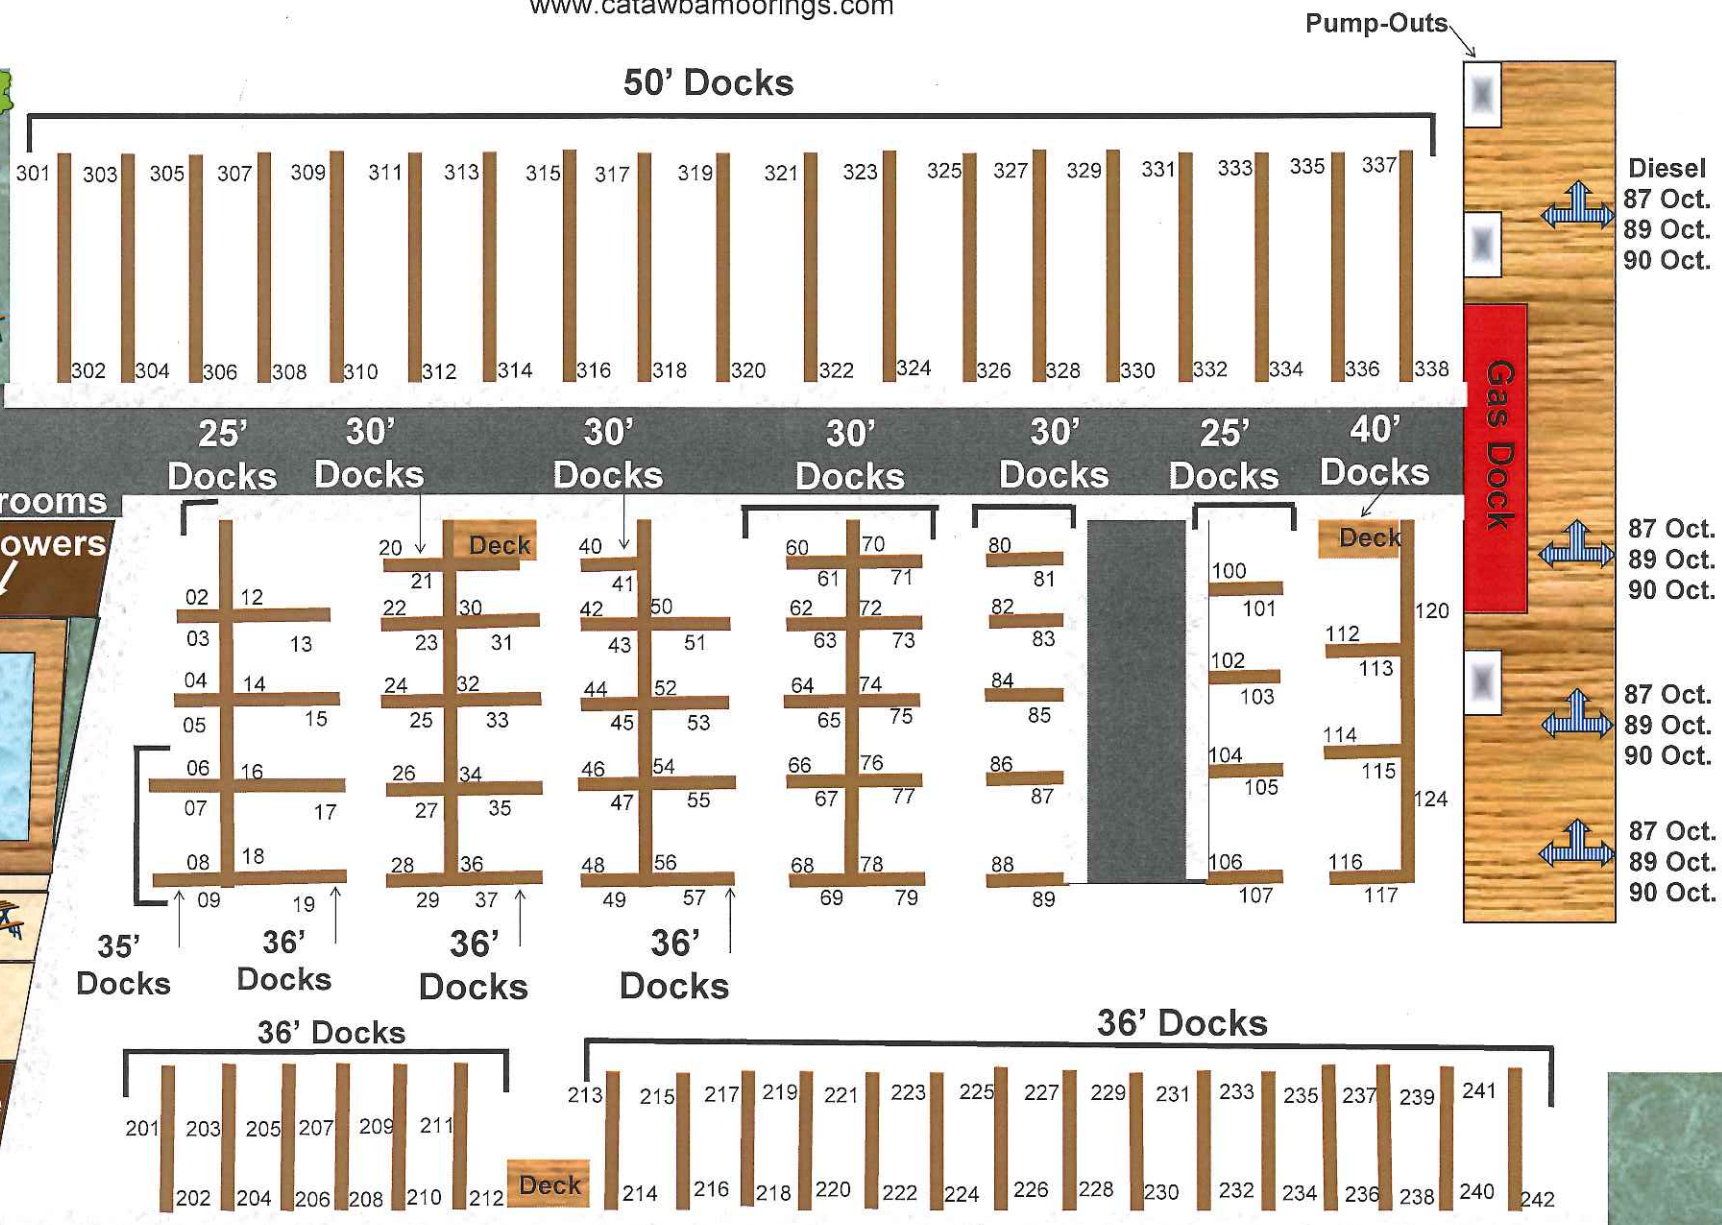 www.catawbamoorings.com
Pump-Outs
50’ Docks
301 303 305 307 309 311 313 315 317 319 321 323 325 327 329 331 333 335 337
302 304 306 308 310 312 314 316 318 320 322 324 326 328 330 332 334 336 338
Diesel
87 Oct.
89 Oct.
90 Oct.
Gas Dock
25’ 30’ 30’ 30’ 30’ 25’ 40’
Docks Docks Docks Docks Docks Docks Docks
rooms
owers
02 12
03 13
04 14
05 15
06 16
07 17
08 18
09 19
20 Deck
21
22 30
23 31
24 32
25 33
26 34
27 35
28 36
29 37
40
41
42 50
43 51
44 52
45 53
46 54
47 55
48 56
49 57
60 70
61 71
62 72
63 73
64 74
65 75
66 76
67 77
68 78
69 79
80
81
82
83
84
85
86
87
88
89
100
101
102
103
104
105
106
107
Deck
120
112
113
114
115
124
116
117
87 Oct.
89 Oct.
90 Oct.
87 Oct.
89 Oct.
90 Oct.
87 Oct.
89 Oct.
90 Oct.
35’ 36’ 36’ 36’
Docks Docks Docks Docks
36’ Docks
201 203 205 207 209 211
202 204 206 208 210 212
Deck
36’ Docks
213 215 217 219 221 223 225 227 229 231 233 235 237 239 241
214 216 218 220 222 224 226 228 230 232 234 236 238 240 242